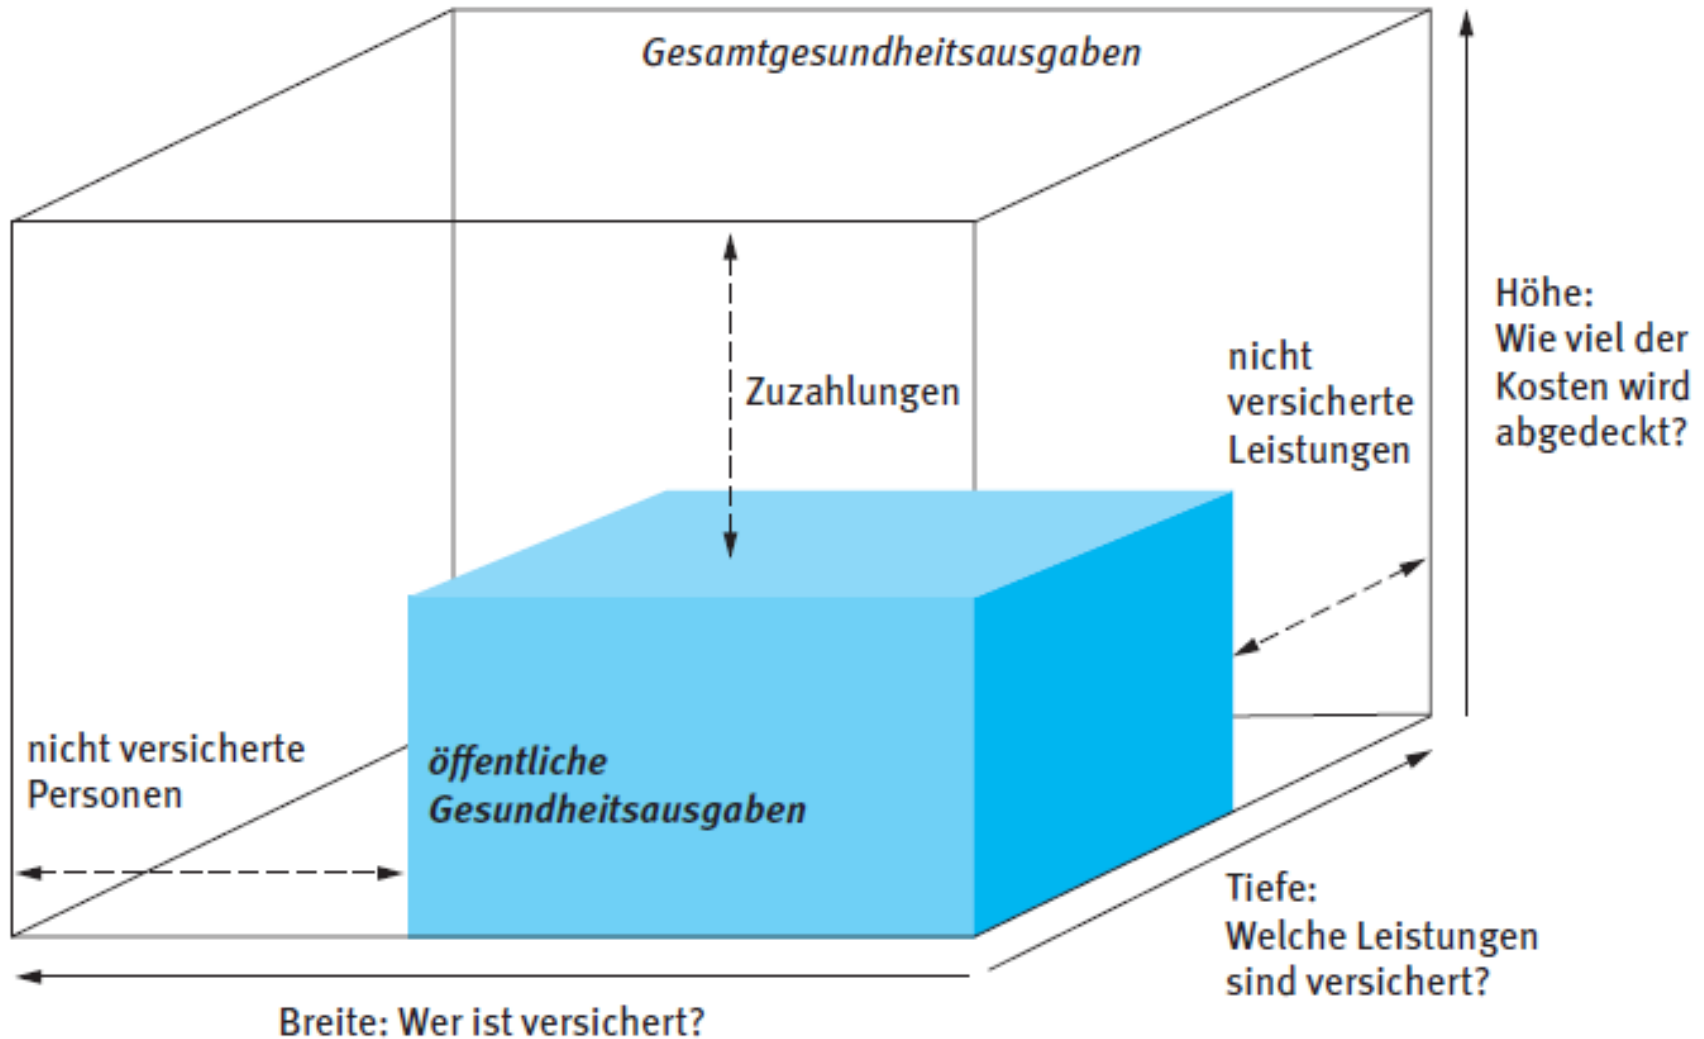 Gesamtgesundheitsausgaben
Höhe:
Wie viel der
Kosten wird
abgedeckt?
nicht
versicherte
Leistungen
Zuzahlungen
nicht versicherte
Personen
öffentliche
Gesundheitsausgaben
Tiefe:
Welche Leistungen
sind versichert?
Breite: Wer ist versichert?